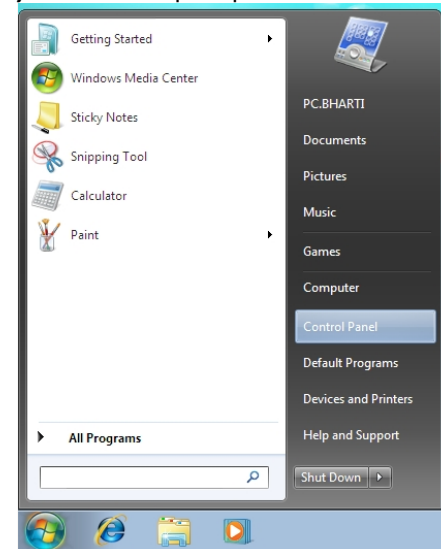 Getting Started
Windows Media Center
Sticky Notes
Snipping Tool
Calculator
Paint
All Programs
PC.BHARTI
Documents
Pictures
Music
Games
Computer
Control Panel
Default Programs
Devices and Printers
Help and Support
Shut Down